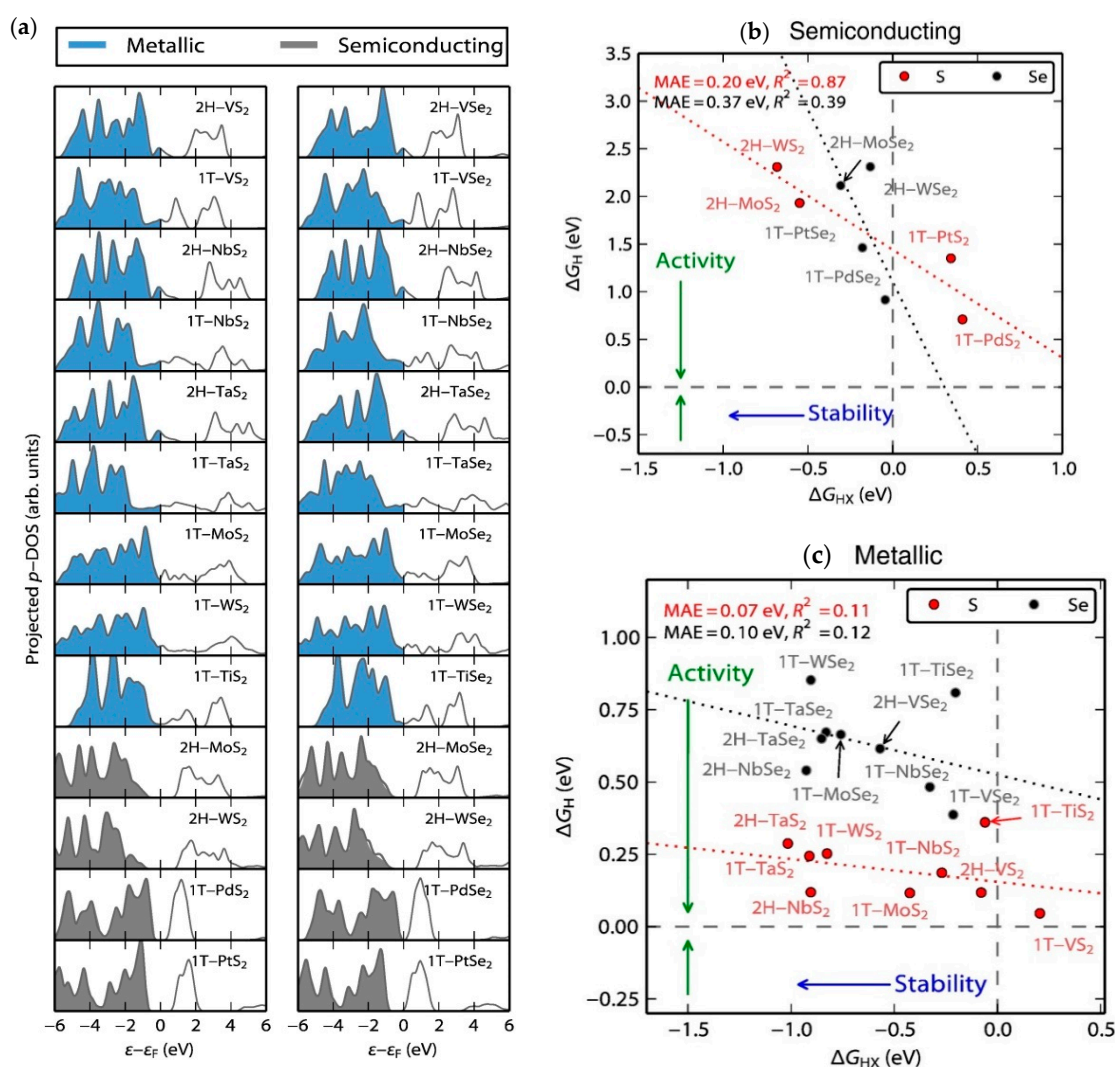 (a)
Metallic
Semiconducting
Projected p-DOS (arb. units)
2H-VS₂
1T-VS₂
2H-NbS₂
1T-NbS₂
2H-TaS₂
1T-TaS₂
1T-MoS₂
1T-WS₂
1T-TiS₂
2H-MoS₂
2H-WS₂
1T-PdS₂
1T-PtS₂
−6 −4 −2 0 2 4 6
ε−ε_F (eV)
2H-VSe₂
1T-VSe₂
2H-NbSe₂
1T-NbSe₂
2H-TaSe₂
1T-TaSe₂
1T-MoSe₂
1T-WSe₂
1T-TiSe₂
2H-MoSe₂
2H-WSe₂
1T-PdSe₂
1T-PtSe₂
−6 −4 −2 0 2 4 6
ε−ε_F (eV)
(b) Semiconducting
S Se
MAE = 0.20 eV, R² = 0.87
MAE = 0.37 eV, R² = 0.39
3.5
3.0
2.5
2.0
1.5
1.0
0.5
0.0
−0.5
ΔG_H (eV)
2H-WS₂
2H-MoSe₂
2H-MoS₂
2H-WSe₂
1T-PtSe₂
1T-PtS₂
1T-PdSe₂
1T-PdS₂
Activity
Stability
−1.5 −1.0 −0.5 0.0 0.5 1.0
ΔG_HX (eV)
(c) Metallic
S Se
MAE = 0.07 eV, R² = 0.11
MAE = 0.10 eV, R² = 0.12
1.00
0.75
0.50
0.25
0.00
−0.25
ΔG_H (eV)
1T-WSe₂
1T-TiSe₂
Activity
1T-TaSe₂
2H-VSe₂
2H-TaSe₂
2H-NbSe₂
1T-NbSe₂
1T-MoSe₂
1T-VSe₂
1T-TiS₂
2H-TaS₂
1T-WS₂
1T-NbS₂
1T-TaS₂
2H-VS₂
2H-NbS₂
1T-MoS₂
1T-VS₂
Stability
−1.5 −1.0 −0.5 0.0 0.5
ΔG_HX (eV)